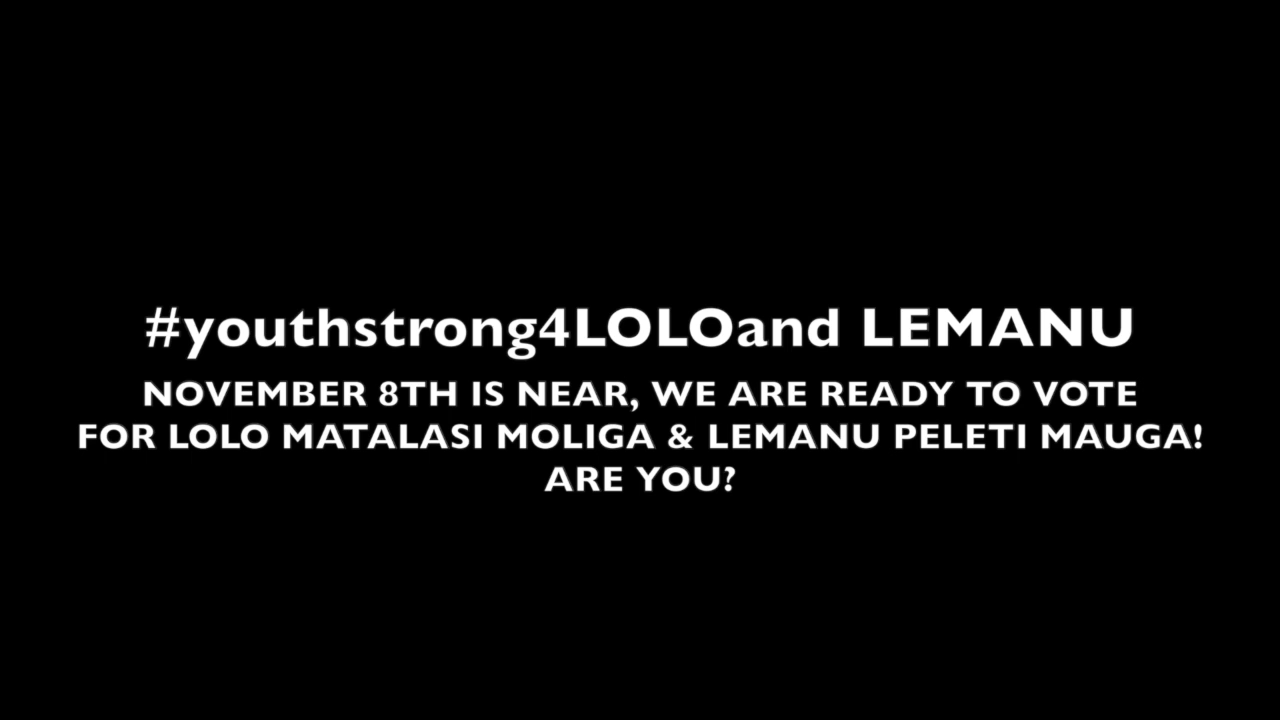 #youthstrong4LOLOand LEMANU
NOVEMBER 8TH IS NEAR, WE ARE READY TO VOTE
FOR LOLO MATALASI MOLIGA & LEMANU PELETI MAUGA!
ARE YOU?